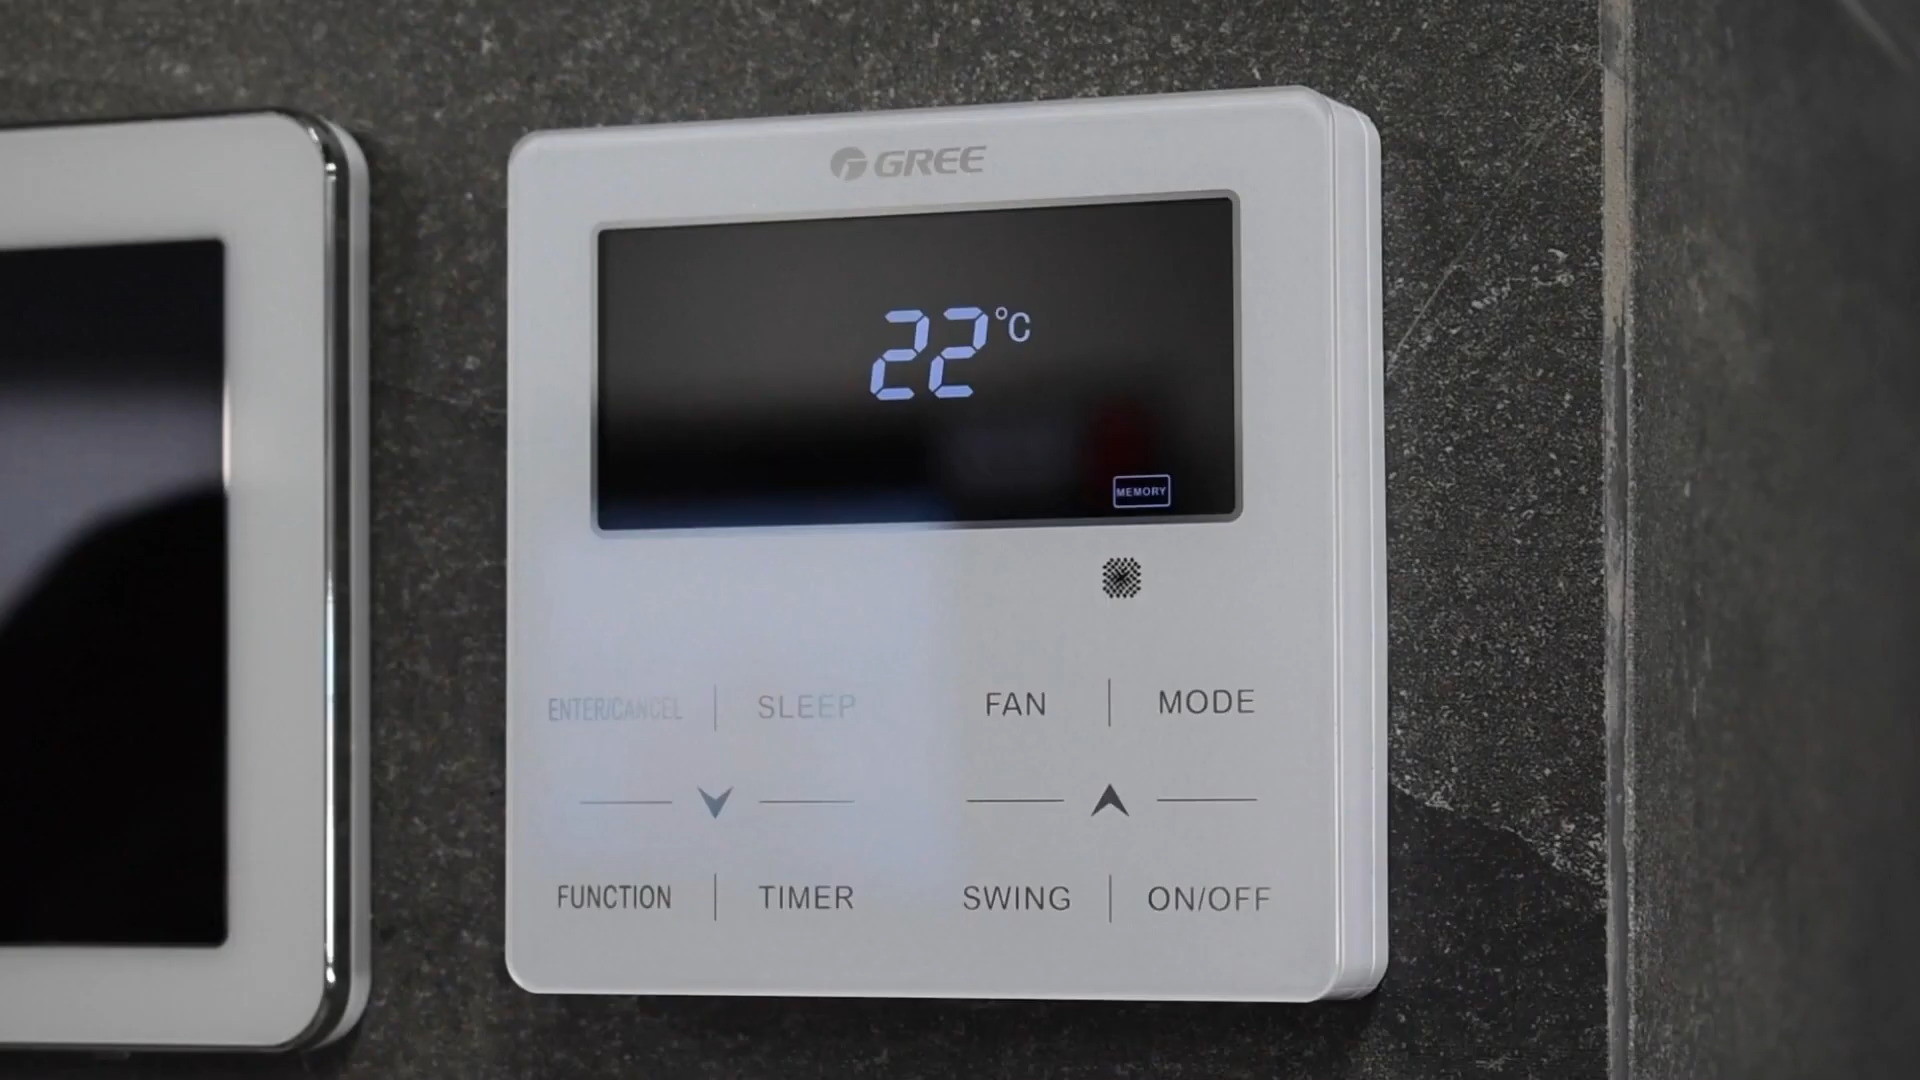 GREE
22°C
MEMORY
ENTER/CANCEL | SLEEP
FAN | MODE
FUNCTION | TIMER
SWING | ON/OFF